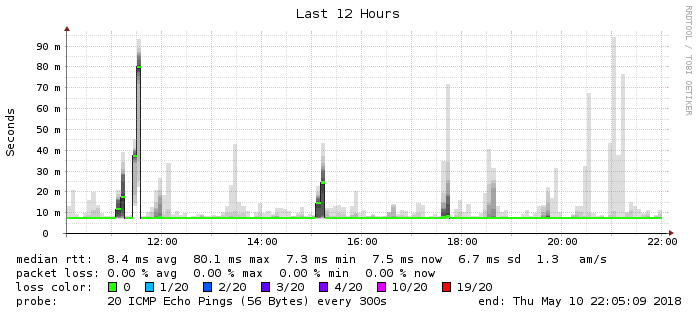 Last 12 Hours
RRDTOOL / TOBI OETIKER
Seconds
90 m
80 m
70 m
60 m
50 m
40 m
30 m
20 m
10 m
0
12:00 14:00 16:00 18:00 20:00 22:00
median rtt: 8.4 ms avg 80.1 ms max 7.3 ms min 7.5 ms now 6.7 ms sd 1.3 am/s
packet loss: 0.00 % avg 0.00 % max 0.00 % min 0.00 % now
loss color: 0 1/20 2/20 3/20 4/20 10/20 19/20
probe: 20 ICMP Echo Pings (56 Bytes) every 300s end: Thu May 10 22:05:09 2018